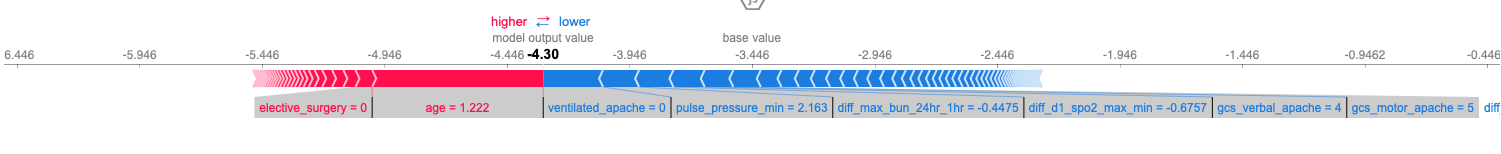 higher ⇄ lower
model output value base value
6.446 -5.946 -5.446 -4.946 -4.446 -4.30 -3.946 -3.446 -2.946 -2.446 -1.946 -1.446 -0.9462 -0.446
elective_surgery = 0 age = 1.222 ventilated_apache = 0 pulse_pressure_min = 2.163 diff_max_bun_24hr_1hr = -0.4475 diff_d1_spo2_max_min = -0.6757 gcs_verbal_apache = 4 gcs_motor_apache = 5 diff